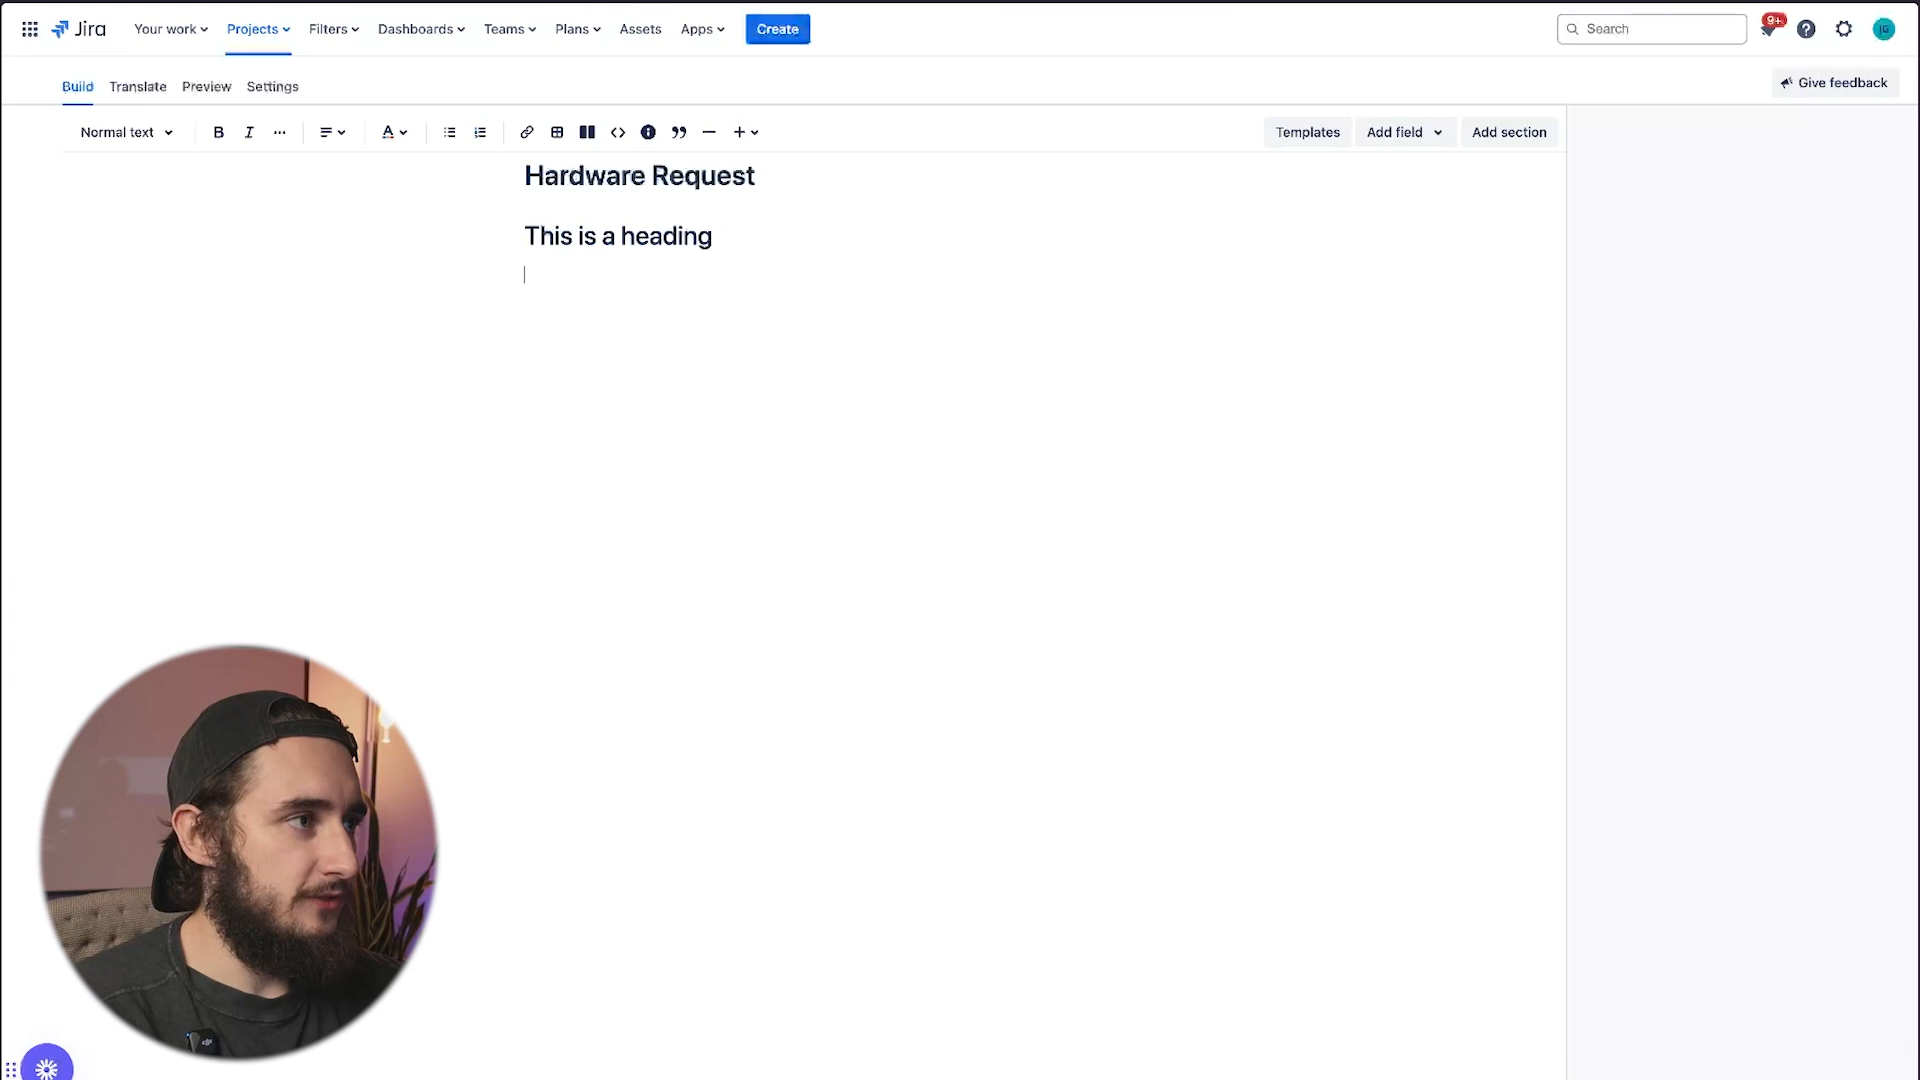 Jira
Your work
Projects
Filters
Dashboards
Teams
Plans
Assets
Apps
Create
Search
9+
Give feedback
Build
Translate
Preview
Settings
Normal text
Templates
Add field
Add section
Hardware Request
This is a heading